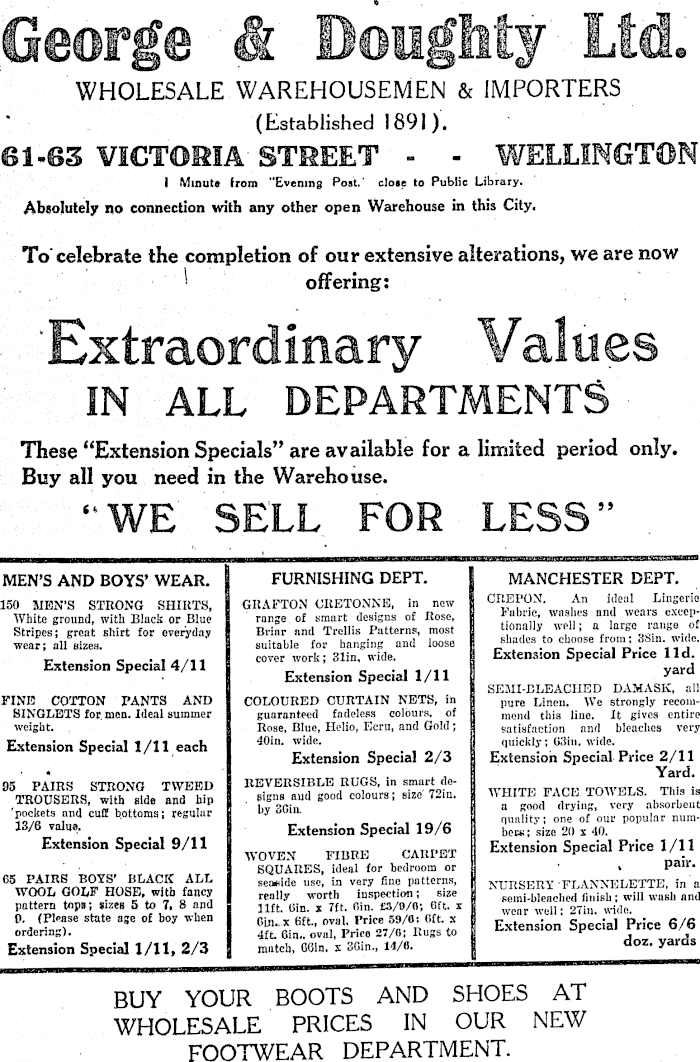 George & Doughty Ltd.
WHOLESALE WAREHOUSEMEN & IMPORTERS
(Established 1891).
61-63 VICTORIA STREET - - WELLINGTON
1 Minute from "Evening Post," close to Public Library.
Absolutely no connection with any other open Warehouse in this City.
To celebrate the completion of our extensive alterations, we are now
offering:
Extraordinary Values
IN ALL DEPARTMENTS
These "Extension Specials" are available for a limited period only.
Buy all you need in the Warehouse.
"WE SELL FOR LESS"
MEN'S AND BOYS' WEAR.
150 MEN'S STRONG SHIRTS,
White ground, with Black or Blue
Stripes; great shirt for everyday
wear; all sizes.
Extension Special 4/11
FINE COTTON PANTS AND
SINGLETS for men. Ideal summer
weight.
Extension Special 1/11 each
95 PAIRS STRONG TWEED
TROUSERS, with side and hip
pockets and cuff bottoms; regular
13/6 value.
Extension Special 9/11
65 PAIRS BOYS' BLACK ALL
WOOL GOLF HOSE, with fancy
pattern tops; sizes 5 to 7, 8 and
9. (Please state age of boy when
ordering).
Extension Special 1/11, 2/3
FURNISHING DEPT.
GRAFTON CRETONNE, in new
range of smart designs of Rose,
Briar and Trellis Patterns, most
suitable for hanging and loose
cover work; 31in. wide.
Extension Special 1/11
COLOURED CURTAIN NETS, in
guaranteed fadeless colours, of
Rose, Blue, Helio, Ecru, and Gold;
40in. wide.
Extension Special 2/3
REVERSIBLE RUGS, in smart de-
signs and good colours; size 72in.
by 36in.
Extension Special 19/6
WOVEN FIBRE CARPET
SQUARES, ideal for bedroom or
seaside use, in very fine patterns,
really worth inspection; size
11ft. 6in. x 7ft. 6in. £3/9/6; 6ft. x
6in. x 6ft., oval, Price 59/6; 6ft. x
4ft. 6in., oval, Price 27/6; Rugs to
match, 66in. x 36in., 14/6.
MANCHESTER DEPT.
CREPON. An ideal Lingerie
Fabric, washes and wears excep-
tionally well; a large range of
shades to choose from; 38in. wide.
Extension Special Price 11d.
yard
SEMI-BLEACHED DAMASK, all
pure Linen. We strongly recom-
mend this line. It gives entire
satisfaction and bleaches very
quickly; 63in. wide.
Extension Special Price 2/11
Yard.
WHITE FACE TOWELS. This is
a good drying, very absorbent
quality; one of our popular num-
bers; size 20 x 40.
Extension Special Price 1/11
pair.
NURSERY FLANNELETTE, in a
semi-bleached finish; will wash and
wear well; 27in. wide.
Extension Special Price 6/6
doz. yards
BUY YOUR BOOTS AND SHOES AT
WHOLESALE PRICES IN OUR NEW
FOOTWEAR DEPARTMENT.